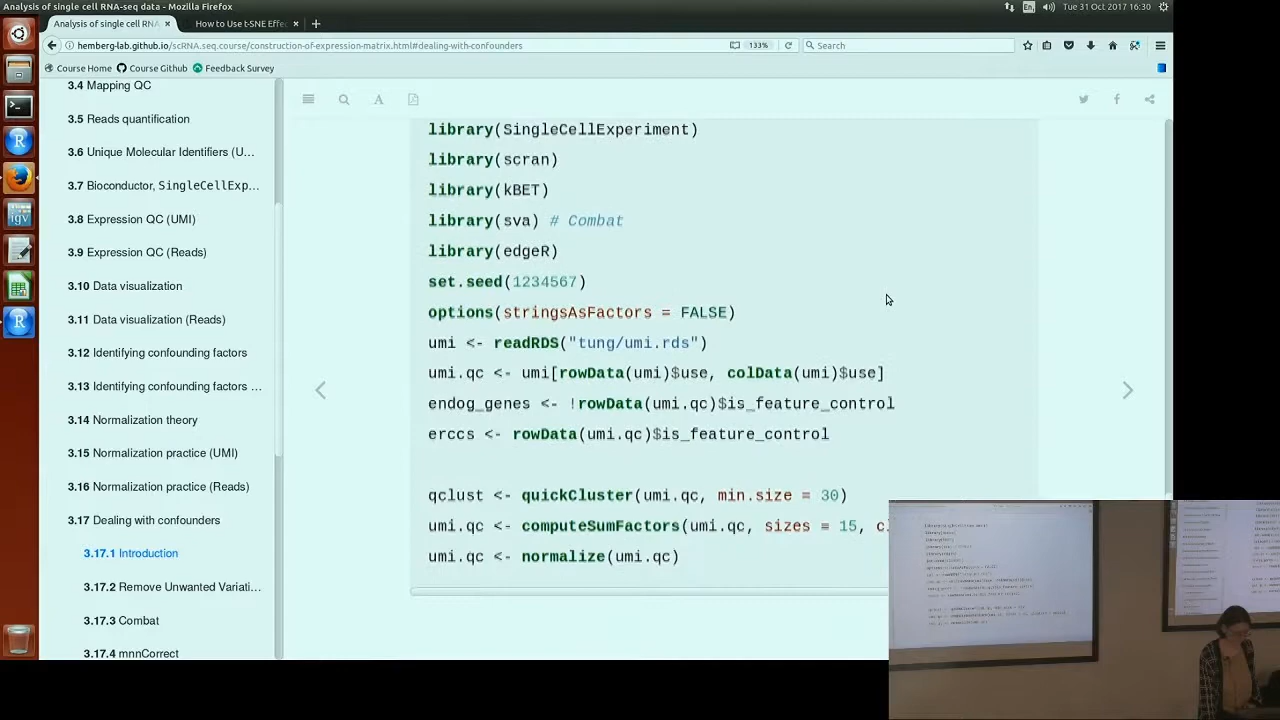 Analysis of single cell RNA-seq data - Mozilla Firefox
En
Tue 31 Oct 2017 16:30
Analysis of single cell RNA ×
How to Use t-SNE Effec ×
+
hemberg-lab.github.io/scRNA.seq.course/construction-of-expression-matrix.html#dealing-with-confounders
133%
Search
Course Home
Course Github
Feedback Survey
3.4 Mapping QC
3.5 Reads quantification
3.6 Unique Molecular Identifiers (U…
3.7 Bioconductor, SingleCellExp…
3.8 Expression QC (UMI)
3.9 Expression QC (Reads)
3.10 Data visualization
3.11 Data visualization (Reads)
3.12 Identifying confounding factors
3.13 Identifying confounding factors …
3.14 Normalization theory
3.15 Normalization practice (UMI)
3.16 Normalization practice (Reads)
3.17 Dealing with confounders
3.17.1 Introduction
3.17.2 Remove Unwanted Variati…
3.17.3 Combat
3.17.4 mnnCorrect
A
library(SingleCellExperiment)
library(scran)
library(kBET)
library(sva) # Combat
library(edgeR)
set.seed(1234567)
options(stringsAsFactors = FALSE)
umi <- readRDS("tung/umi.rds")
umi.qc <- umi[rowData(umi)$use, colData(umi)$use]
endog_genes <- !rowData(umi.qc)$is_feature_control
erccs <- rowData(umi.qc)$is_feature_control
qclust <- quickCluster(umi.qc, min.size = 30)
umi.qc <- computeSumFactors(umi.qc, sizes = 15, cl
umi.qc <- normalize(umi.qc)